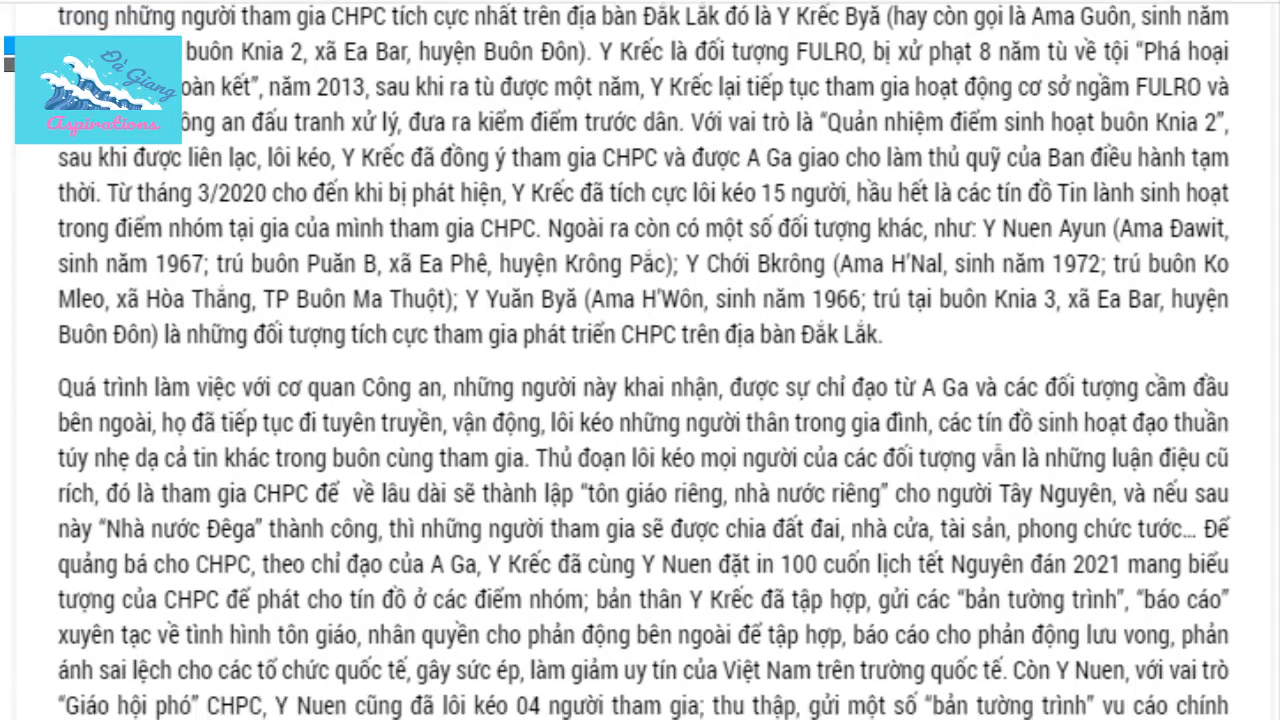 trong những người tham gia CHPC tích cực nhất trên địa bàn Đắk Lắk đó là Y Krếc Byă (hay còn gọi là Ama Guôn, sinh năm
buôn Knia 2, xã Ea Bar, huyện Buôn Đôn). Y Krếc là đối tượng FULRO, bị xử phạt 8 năm tù về tội “Phá hoại
oàn kết”, năm 2013, sau khi ra tù được một năm, Y Krếc lại tiếp tục tham gia hoạt động cơ sở ngầm FULRO và
ông an đấu tranh xử lý, đưa ra kiểm điểm trước dân. Với vai trò là “Quản nhiệm điểm sinh hoạt buôn Knia 2”,
Đà Giang
Aspirations
sau khi được liên lạc, lôi kéo, Y Krếc đã đồng ý tham gia CHPC và được A Ga giao cho làm thủ quỹ của Ban điều hành tạm
thời. Từ tháng 3/2020 cho đến khi bị phát hiện, Y Krếc đã tích cực lôi kéo 15 người, hầu hết là các tín đồ Tin lành sinh hoạt
trong điểm nhóm tại gia của mình tham gia CHPC. Ngoài ra còn có một số đối tượng khác, như: Y Nuen Ayun (Ama Đawit,
sinh năm 1967; trú buôn Puăn B, xã Ea Phê, huyện Krông Pắc); Y Chới Bkrông (Ama H’Nal, sinh năm 1972; trú buôn Ko
Mleo, xã Hòa Thắng, TP Buôn Ma Thuột); Y Yuăn Byă (Ama H’Wôn, sinh năm 1966; trú tại buôn Knia 3, xã Ea Bar, huyện
Buôn Đôn) là những đối tượng tích cực tham gia phát triển CHPC trên địa bàn Đắk Lắk.
Quá trình làm việc với cơ quan Công an, những người này khai nhận, được sự chỉ đạo từ A Ga và các đối tượng cầm đầu
bên ngoài, họ đã tiếp tục đi tuyên truyền, vận động, lôi kéo những người thân trong gia đình, các tín đồ sinh hoạt đạo thuần
túy nhẹ dạ cả tin khác trong buôn cùng tham gia. Thủ đoạn lôi kéo mọi người của các đối tượng vẫn là những luận điệu cũ
rích, đó là tham gia CHPC để về lâu dài sẽ thành lập “tôn giáo riêng, nhà nước riêng” cho người Tây Nguyên, và nếu sau
này “Nhà nước Đêga” thành công, thì những người tham gia sẽ được chia đất đai, nhà cửa, tài sản, phong chức tước... Để
quảng bá cho CHPC, theo chỉ đạo của A Ga, Y Krếc đã cùng Y Nuen đặt in 100 cuốn lịch tết Nguyên đán 2021 mang biểu
tượng của CHPC để phát cho tín đồ ở các điểm nhóm; bản thân Y Krếc đã tập hợp, gửi các “bản tường trình”, “báo cáo”
xuyên tạc về tình hình tôn giáo, nhân quyền cho phản động bên ngoài để tập hợp, báo cáo cho phản động lưu vong, phản
ánh sai lệch cho các tổ chức quốc tế, gây sức ép, làm giảm uy tín của Việt Nam trên trường quốc tế. Còn Y Nuen, với vai trò
“Giáo hội phó” CHPC, Y Nuen cũng đã lôi kéo 04 người tham gia; thu thập, gửi một số “bản tường trình” vu cáo chính